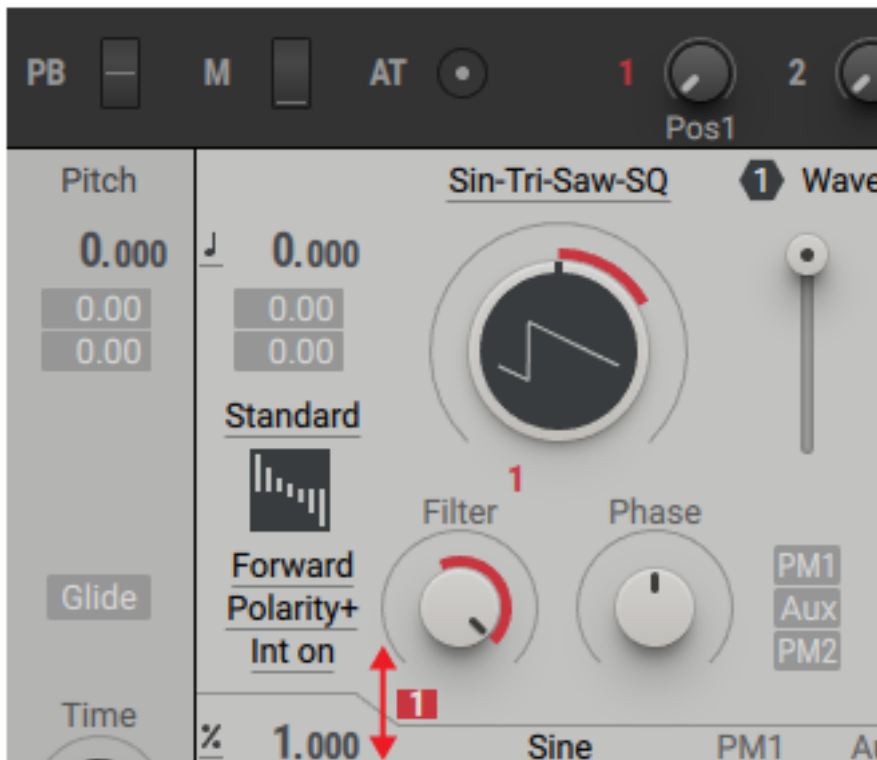 PB M AT 1 2
Pos1
Pitch Sin-Tri-Saw-SQ 1 Wave
0.000 0.000
0.00 0.00
0.00 0.00
Standard
1
Filter Phase
Forward PM1
Glide Polarity+ Aux
Int on PM2
1
Time
% 1.000 Sine PM1